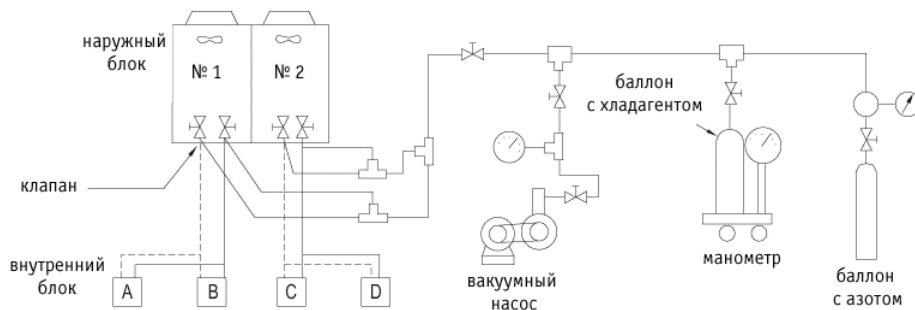 наружный
блок
№ 1
№ 2
баллон
с хладагентом
клапан
внутренний
блок
A
B
C
D
вакуумный
насос
манометр
баллон
с азотом